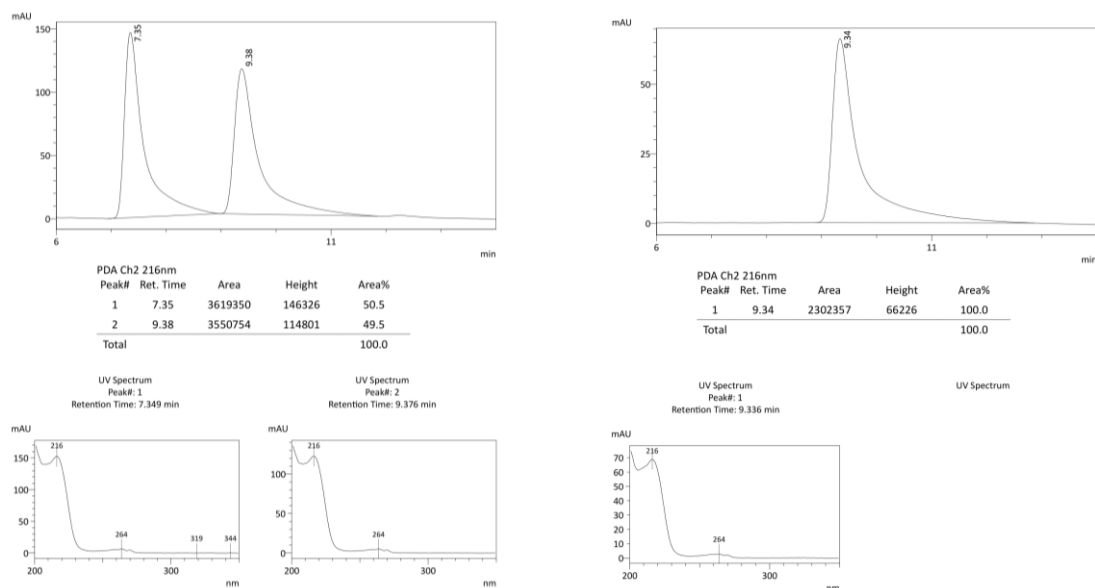 mAU
150
100
50
0
7.35
9.38
6
11
min
PDA Ch2 216nm
Peak# Ret. Time Area Height Area%
1 7.35 3619350 146326 50.5
2 9.38 3550754 114801 49.5
Total 100.0
UV Spectrum
Peak#: 1
Retention Time: 7.349 min
mAU
150
100
50
0
216
264
319
344
200
300
nm
UV Spectrum
Peak#: 2
Retention Time: 9.376 min
mAU
100
50
0
216
264
200
300
nm
mAU
50
25
0
9.34
6
11
min
PDA Ch2 216nm
Peak# Ret. Time Area Height Area%
1 9.34 2302357 66226 100.0
Total 100.0
UV Spectrum
Peak#: 1
Retention Time: 9.336 min
mAU
70
60
50
40
30
20
10
0
216
264
200
300
nm
UV Spectrum